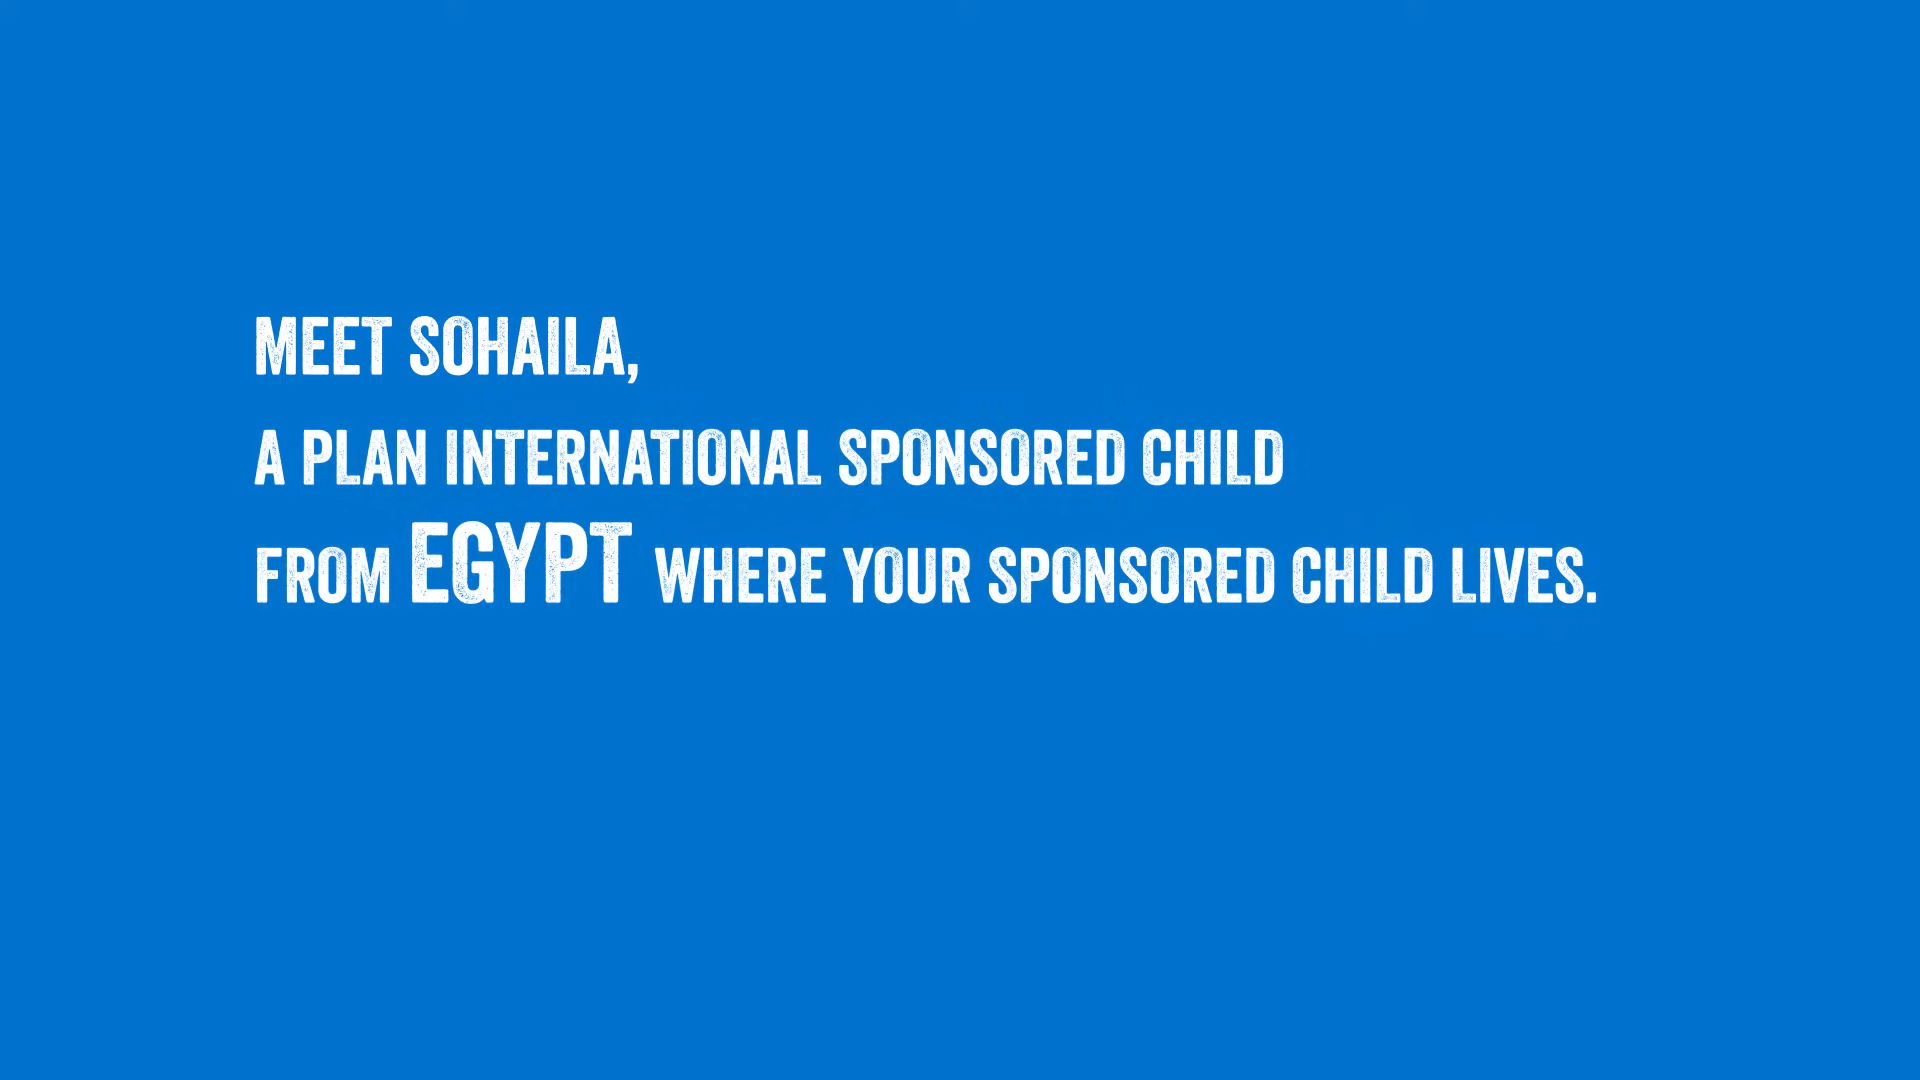 MEET SOHAILA,
A PLAN INTERNATIONAL SPONSORED CHILD
FROM EGYPT WHERE YOUR SPONSORED CHILD LIVES.